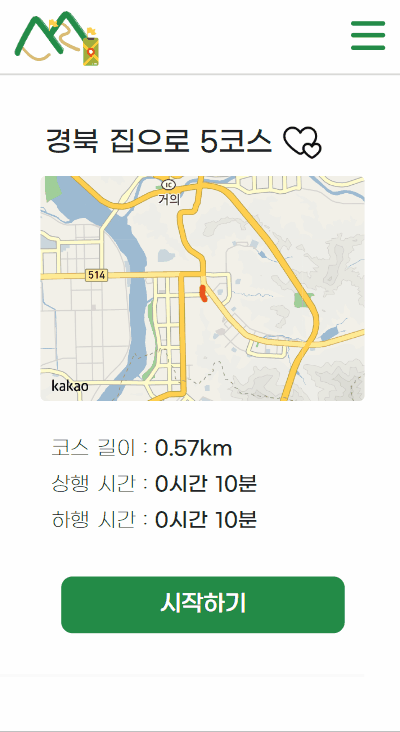 경북 집으로 5코스
IC
거의
514
kakao
코스 길이 : 0.57km
상행 시간 : 0시간 10분
하행 시간 : 0시간 10분
시작하기